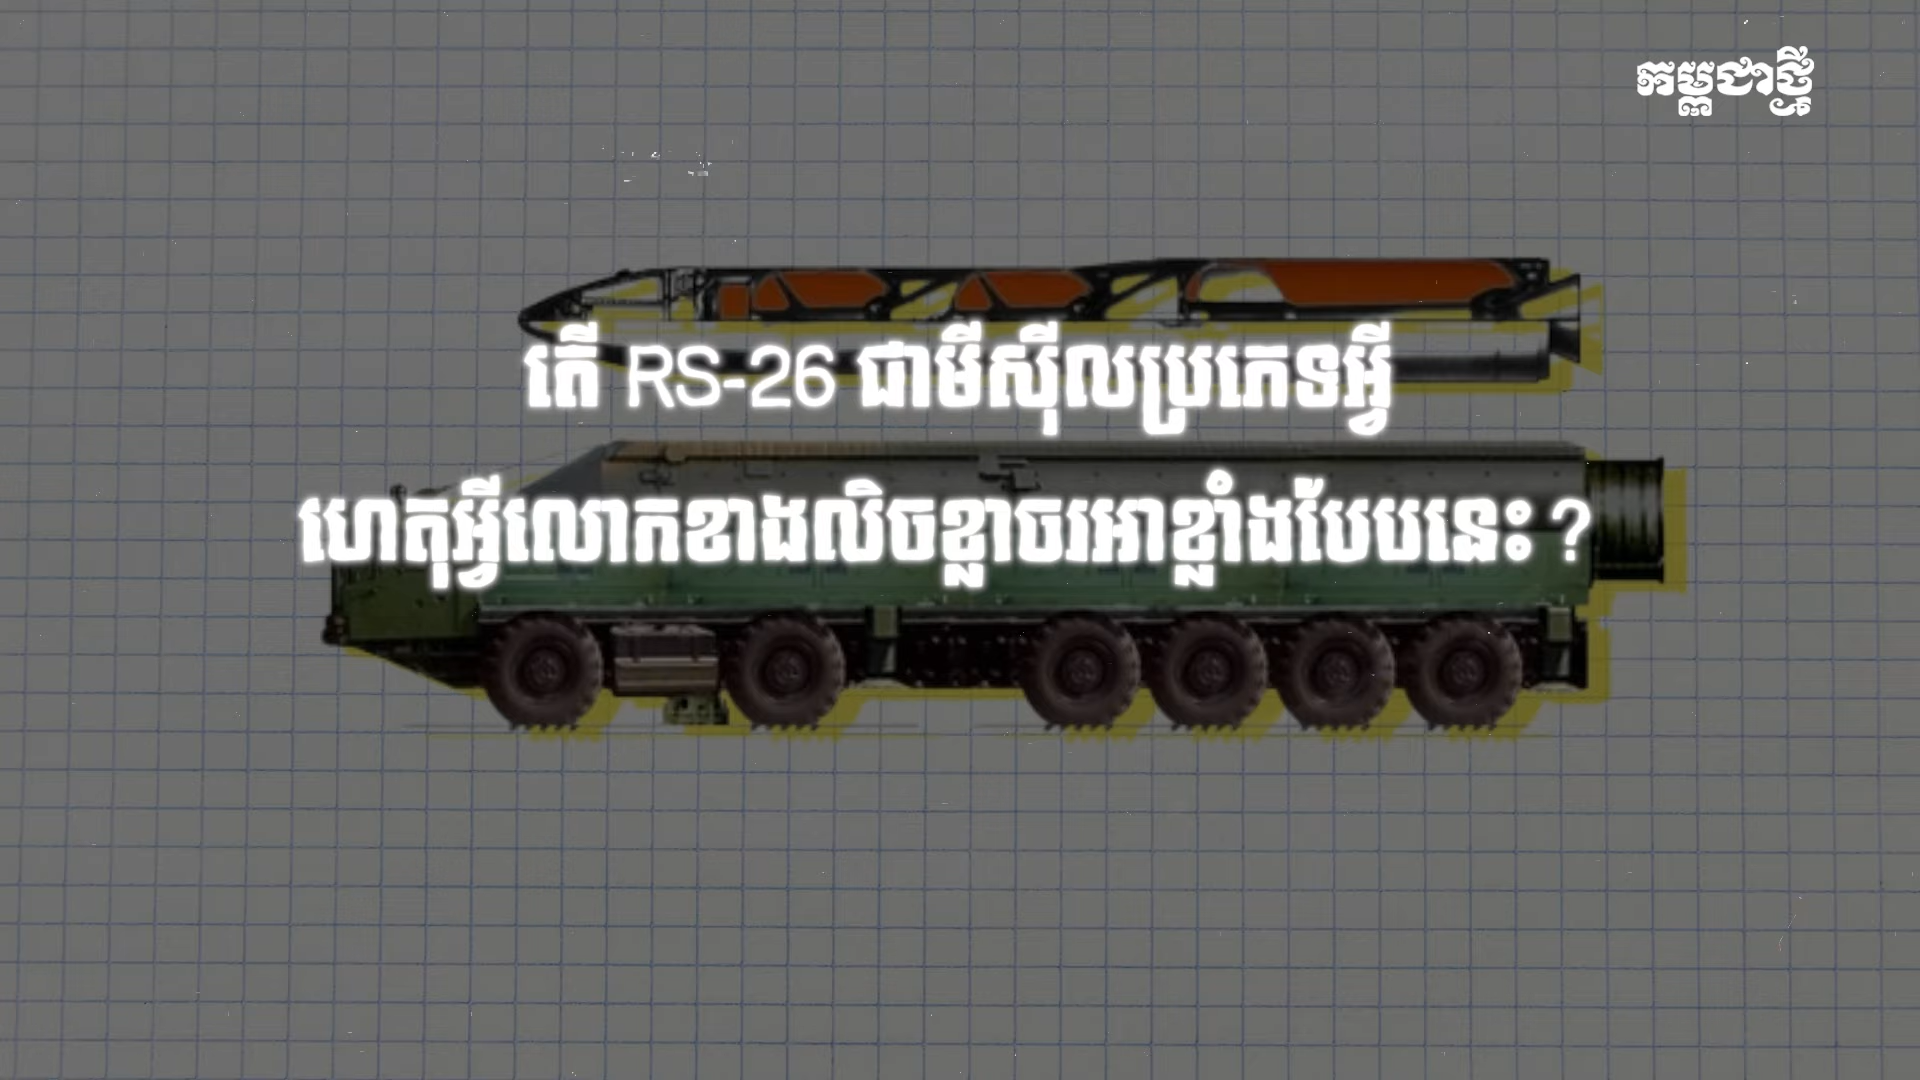 កម្ពុជាថ្មី
តើ RS-26 ជាមីស៊ីលប្រភេទអ្វី
ហេតុអ្វីលោកខាងលិចខ្លាចរអាខ្លាំងបែបនេះ ?